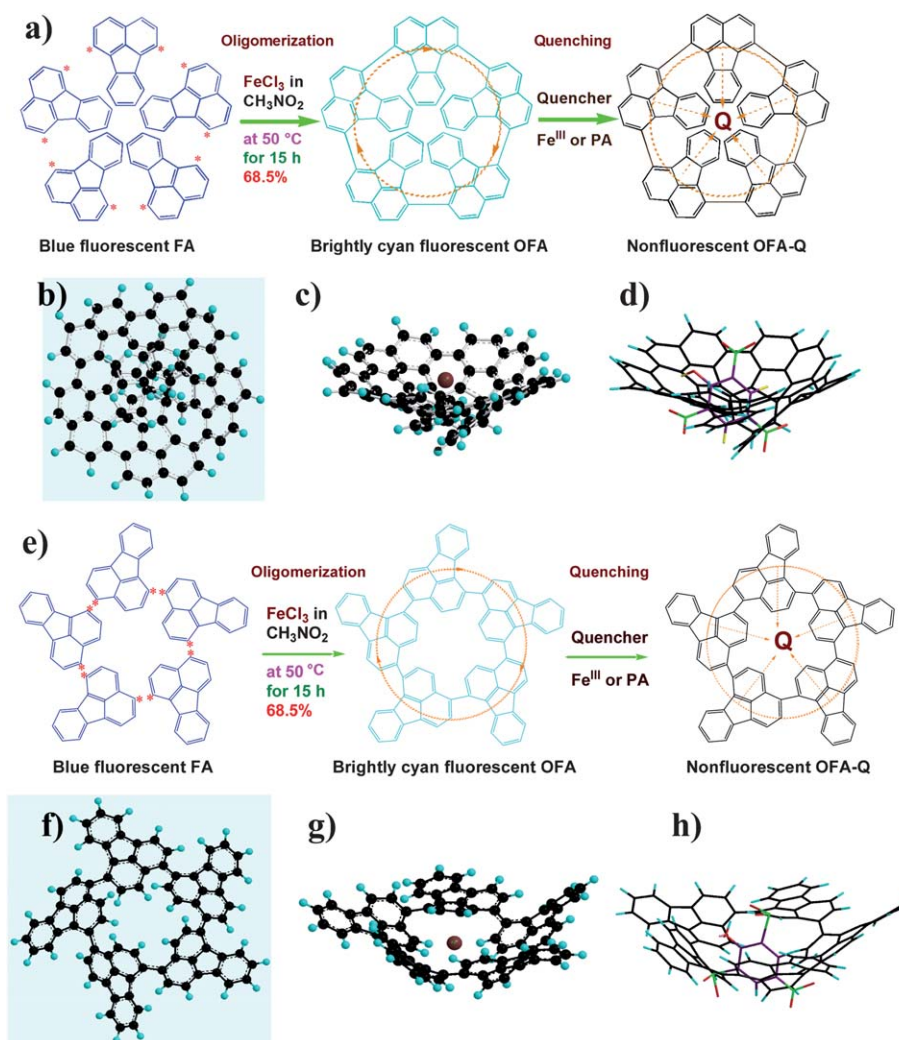 a)
Oligomerization
FeCl3 in
CH3NO2
at 50 °C
for 15 h
68.5%
Quenching
Quencher
FeIII or PA
Q
Blue fluorescent FA
Brightly cyan fluorescent OFA
Nonfluorescent OFA-Q
b)
c)
d)
e)
Oligomerization
FeCl3 in
CH3NO2
at 50 °C
for 15 h
68.5%
Quenching
Quencher
FeIII or PA
Q
Blue fluorescent FA
Brightly cyan fluorescent OFA
Nonfluorescent OFA-Q
f)
g)
h)